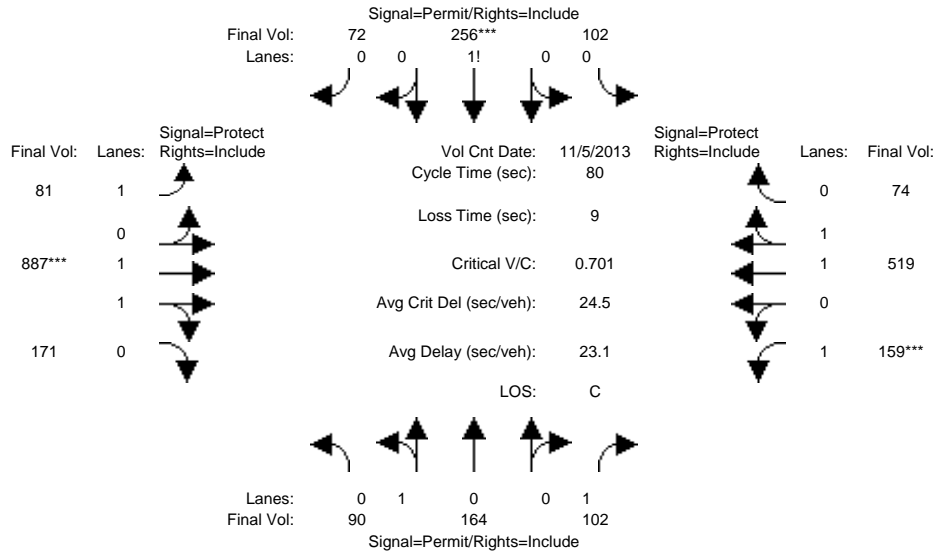 Signal=Permit/Rights=Include
Final Vol: 72 256*** 102
Lanes: 0 0 1! 0 0
Signal=Protect Signal=Protect
Final Vol: Lanes: Rights=Include Vol Cnt Date: 11/5/2013 Rights=Include Lanes: Final Vol:
Cycle Time (sec): 80
81 1 0 74
Loss Time (sec): 9
0 1
887*** 1 Critical V/C: 0.701 1 519
1 Avg Crit Del (sec/veh): 24.5 0
171 0 Avg Delay (sec/veh): 23.1 1 159***
LOS: C
Lanes: 0 1 0 0 1
Final Vol: 90 164 102
Signal=Permit/Rights=Include